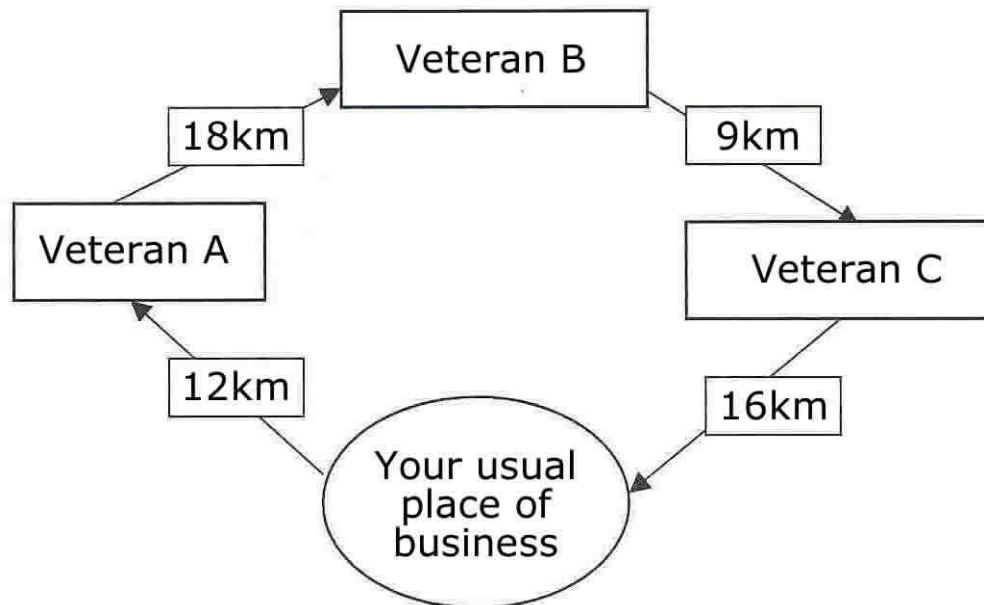 Veteran B
18km
9km
Veteran A
Veteran C
12km
16km
Your usual
place of
business